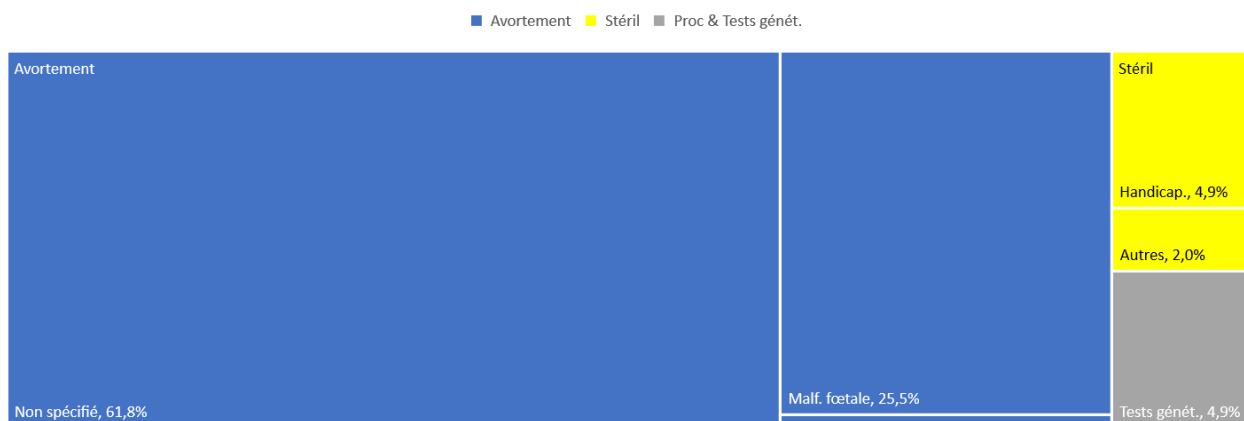 Avortement Stéril Proc & Tests génét.
Avortement
Stéril
Handicap., 4,9%
Autres, 2,0%
Malf. fœtale, 25,5%
Non spécifié, 61,8%
Tests génét., 4,9%